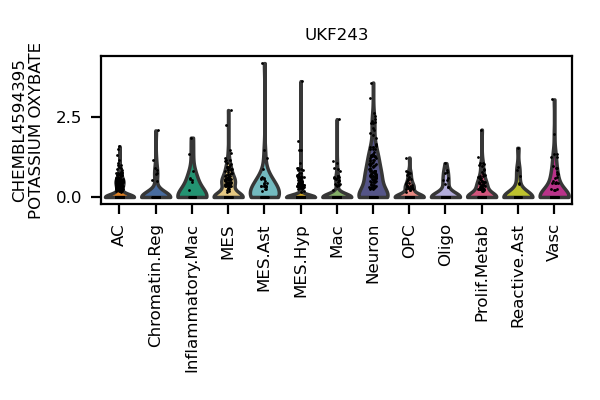 UKF243
CHEMBL4594395
POTASSIUM OXYBATE
2.5
0.0
AC
Chromatin.Reg
Inflammatory.Mac
MES
MES.Ast
MES.Hyp
Mac
Neuron
OPC
Oligo
Prolif.Metab
Reactive.Ast
Vasc